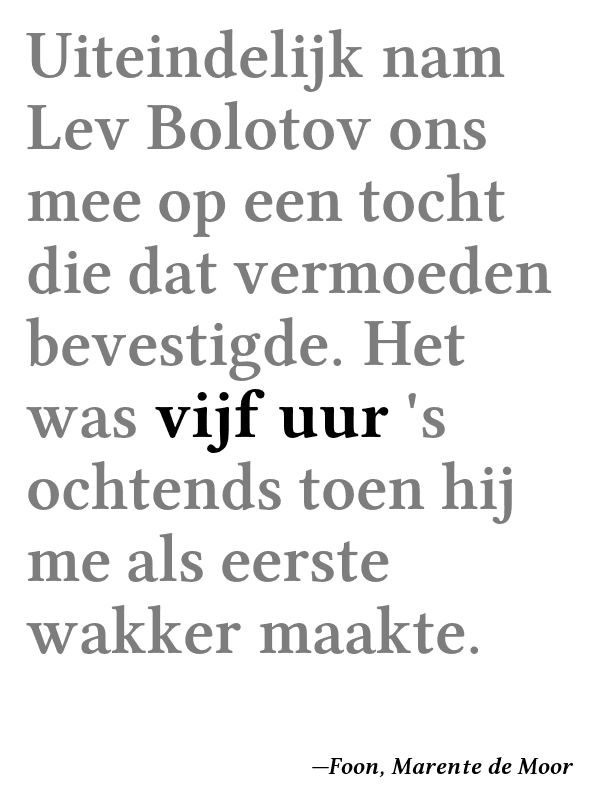 Uiteindelijk nam
Lev Bolotov ons
mee op een tocht
die dat vermoeden
bevestigde. Het
was vijf uur 's
ochtends toen hij
me als eerste
wakker maakte.
—Foon, Marente de Moor